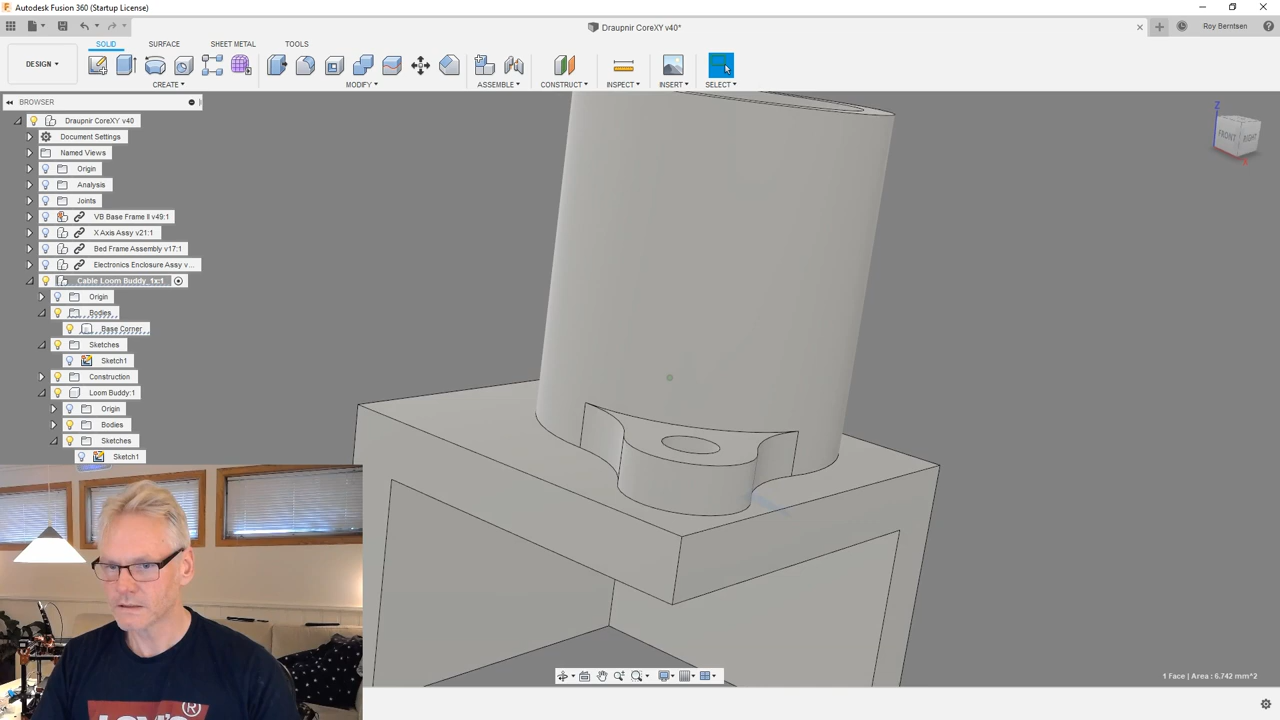 Autodesk Fusion 360 (Startup License)
Draupnir CoreXY v40*
Roy Berntsen
DESIGN
SOLID SURFACE SHEET METAL TOOLS
CREATE MODIFY ASSEMBLE CONSTRUCT INSPECT INSERT SELECT
BROWSER
Draupnir CoreXY v40
Document Settings
Named Views
Origin
Analysis
Joints
VB Base Frame II v49:1
X Axis Assy v21:1
Bed Frame Assembly v17:1
Electronics Enclosure Assy v...
Cable Loom Buddy_1x:1
Origin
Bodies
Base Corner
Sketches
Sketch1
Construction
Loom Buddy:1
Origin
Bodies
Sketches
Sketch1
Z
FRONT RIGHT
LEVI'S ®
1 Face | Area : 6.742 mm^2